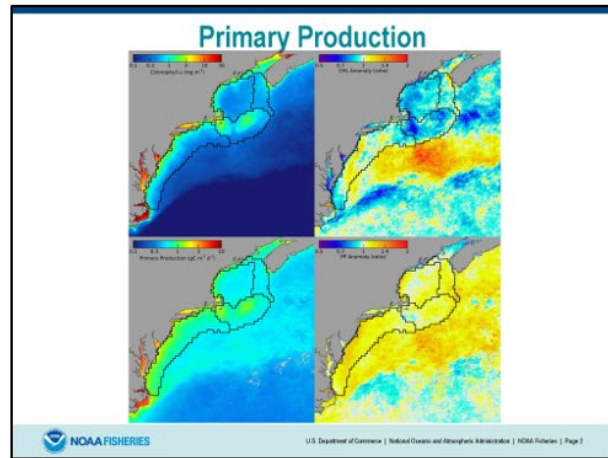 Primary Production
Chlorophyll a (mg m⁻³)
CHL Anomaly (ratio)
Primary Production (gC m⁻² d⁻¹)
PP Anomaly (ratio)
NOAA FISHERIES
U.S. Department of Commerce | National Oceanic and Atmospheric Administration | NOAA Fisheries | Page 2